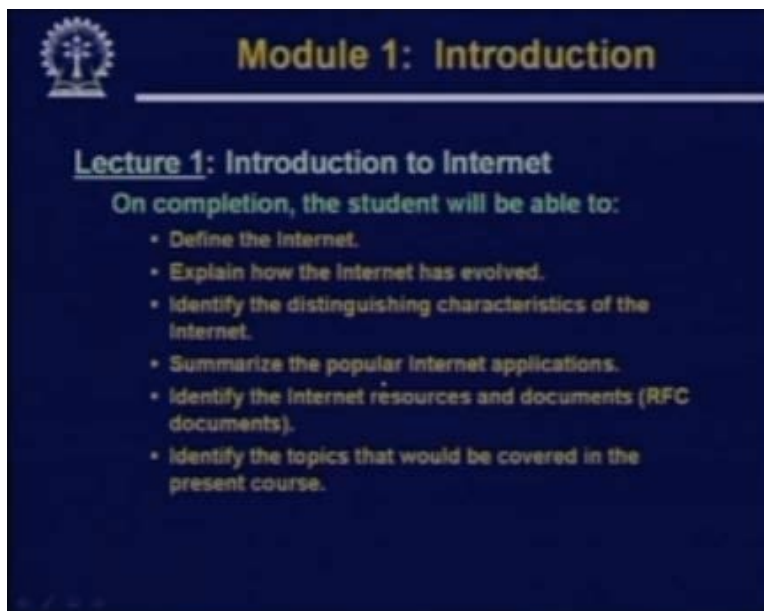 Module 1: Introduction
Lecture 1: Introduction to Internet
On completion, the student will be able to:
• Define the Internet.
• Explain how the Internet has evolved.
• Identify the distinguishing characteristics of the
Internet.
• Summarize the popular Internet applications.
• Identify the Internet resources and documents (RFC
documents).
• Identify the topics that would be covered in the
present course.